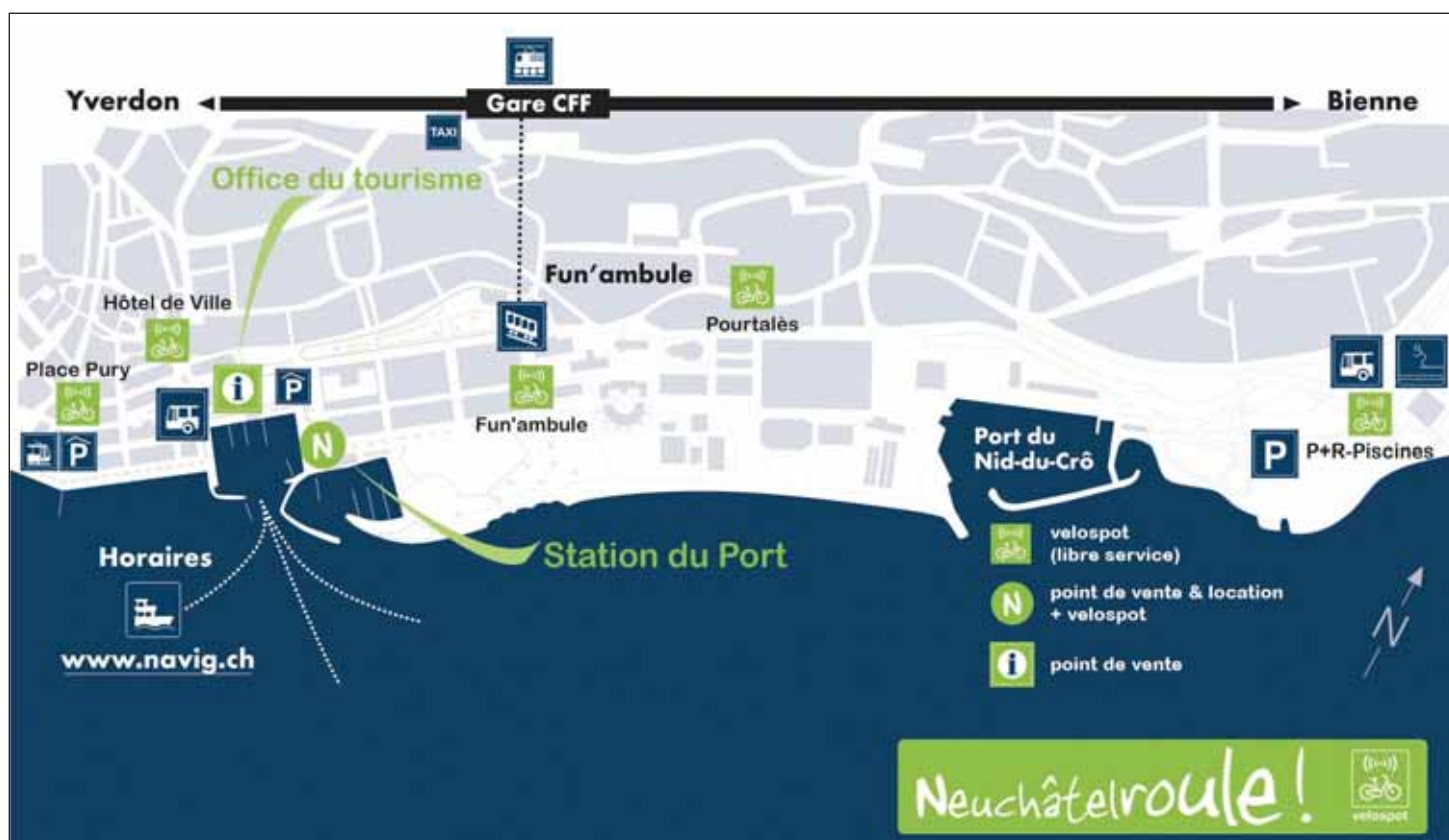 Yverdon
Gare CFF
Bienne
TAXI
Office du tourisme
Fun'ambule
Hôtel de Ville
Pourtalès
Place Pury
i
P
Fun'ambule
P
N
P
P+R-Piscines
Port du
Nid-du-Crô
Station du Port
Horaires
www.navig.ch
velospot
(libre service)
N
point de vente & location
+ velospot
i
point de vente
N
Neuchâtelroule!
velospot